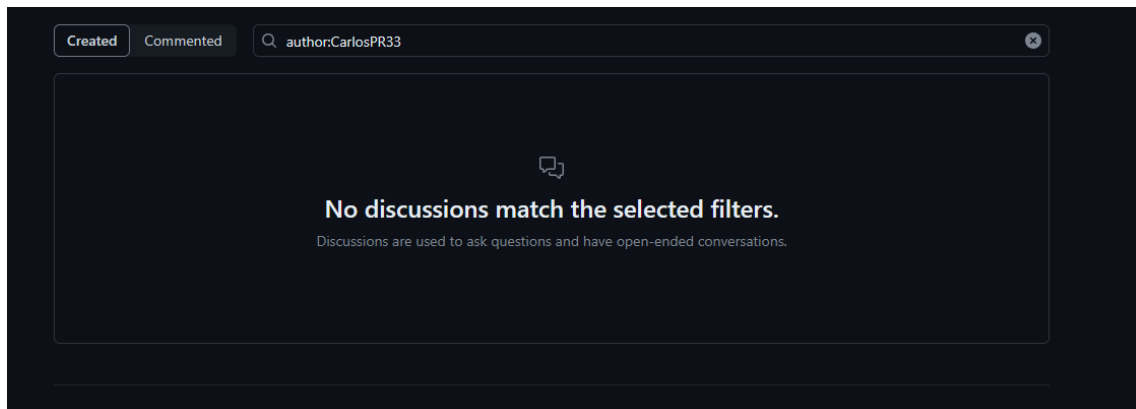 Created Commented author:CarlosPR33
No discussions match the selected filters.
Discussions are used to ask questions and have open-ended conversations.